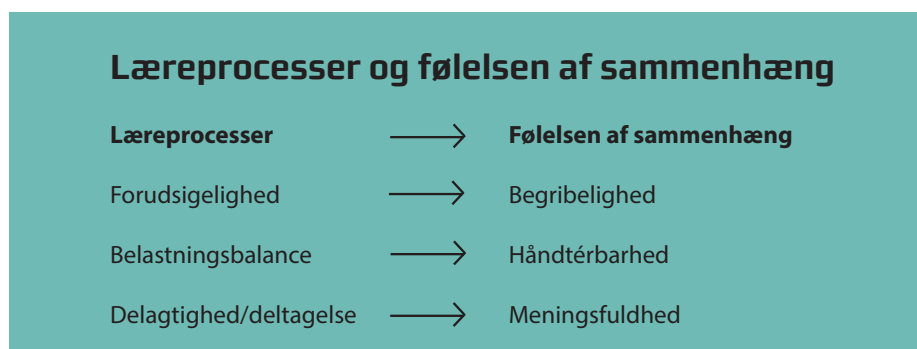 Læreprocesser og følelsen af sammenhæng
Læreprocesser → Følelsen af sammenhæng
Forudsigelighed → Begribelighed
Belastningsbalance → Håndtérbarhed
Delagtighed/deltagelse → Meningsfuldhed